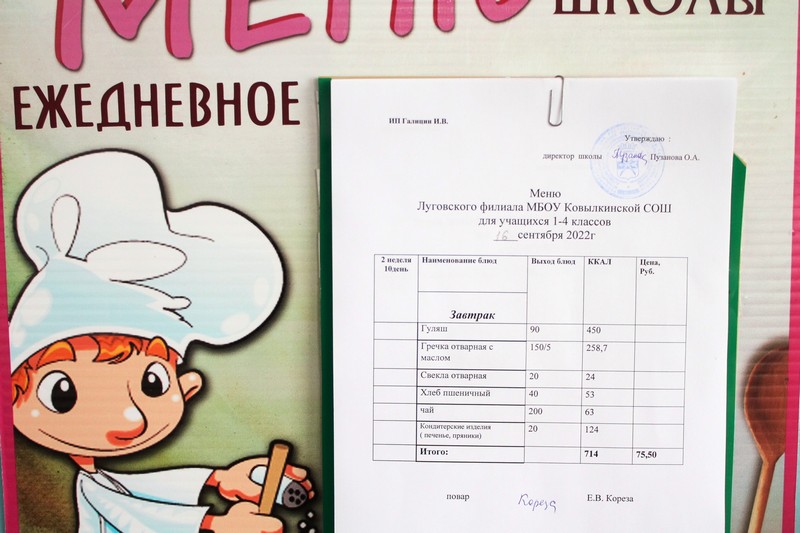 МЕНЮ ШКОЛЫ
ЕЖЕДНЕВНОЕ
ИП Галицин И.В.
Утверждаю :
директор школы Пузанова О.А.
Меню
Луговского филиала МБОУ Ковылкинской СОШ
для учащихся 1-4 классов
16 сентября 2022г
2 неделя 10день Наименование блюд Выход блюд ККАЛ Цена, Руб.
Завтрак
Гуляш 90 450
Гречка отварная с
маслом 150/5 258,7
Свекла отварная 20 24
Хлеб пшеничный 40 53
чай 200 63
Кондитерские изделия
( печенье, пряники) 20 124
Итого: 714 75,50
повар Кореза Е.В. Кореза